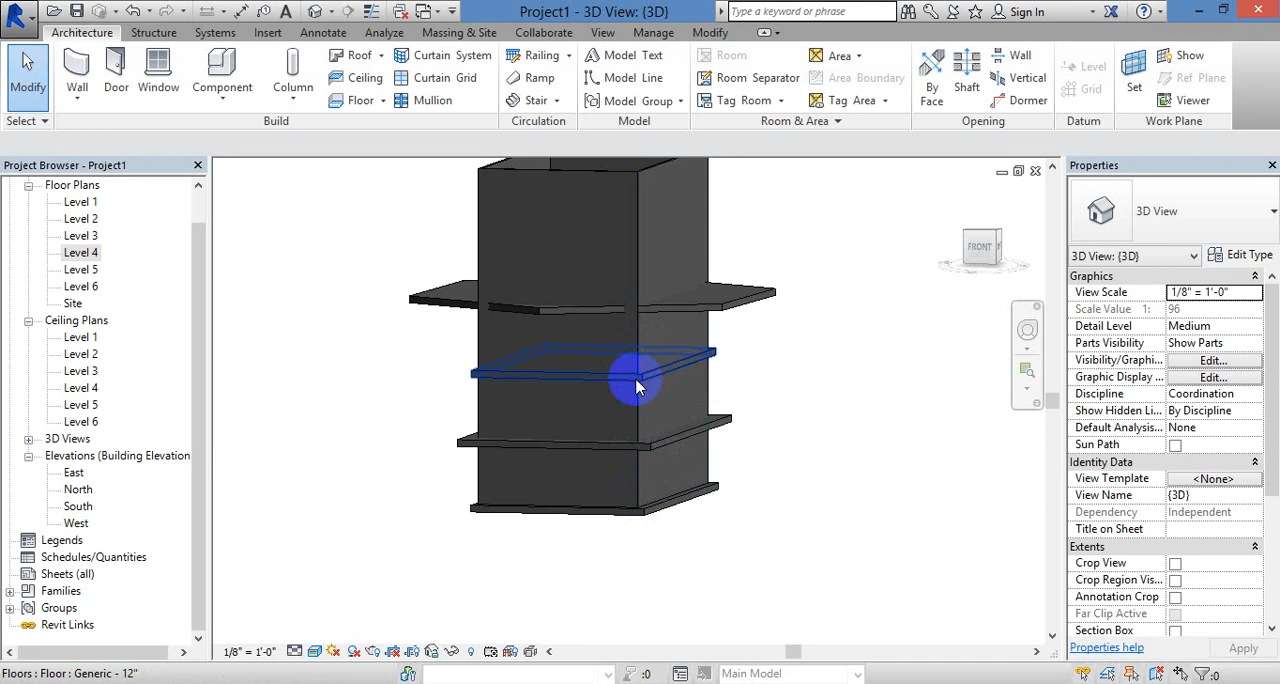 Project1 - 3D View: {3D}
Type a keyword or phrase
Sign In
Architecture Structure Systems Insert Annotate Analyze Massing & Site Collaborate View Manage Modify
Modify
Wall
Door
Window
Component
Column
Roof
Ceiling
Floor
Curtain System
Curtain Grid
Mullion
Railing
Ramp
Stair
Model Text
Model Line
Model Group
Room
Room Separator
Tag Room
Area
Area Boundary
Tag Area
By
Face
Shaft
Wall
Vertical
Dormer
Level
Grid
Set
Show
Ref Plane
Viewer
Select Build Circulation Model Room & Area Opening Datum Work Plane
Project Browser - Project1
Floor Plans
Level 1
Level 2
Level 3
Level 4
Level 5
Level 6
Site
Ceiling Plans
Level 1
Level 2
Level 3
Level 4
Level 5
Level 6
3D Views
Elevations (Building Elevation
East
North
South
West
Legends
Schedules/Quantities
Sheets (all)
Families
Groups
Revit Links
FRONT
Properties
3D View
3D View: {3D} Edit Type
Graphics
View Scale 1/8" = 1'-0"
Scale Value 1: 96
Detail Level Medium
Parts Visibility Show Parts
Visibility/Graphi... Edit...
Graphic Display ... Edit...
Discipline Coordination
Show Hidden Li... By Discipline
Default Analysis... None
Sun Path
Identity Data
View Template <None>
View Name {3D}
Dependency Independent
Title on Sheet
Extents
Crop View
Crop Region Vis...
Annotation Crop
Far Clip Active
Section Box
Properties help Apply
1/8" = 1'-0"
Floors : Floor : Generic - 12" :0 Main Model :0